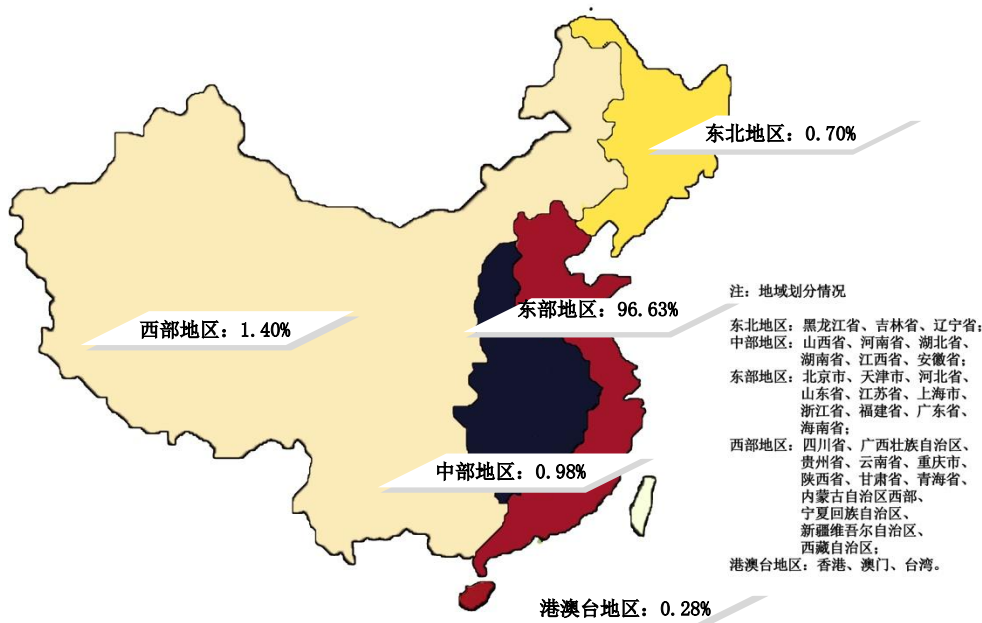 东北地区：0.70%
东部地区：96.63%
西部地区：1.40%
中部地区：0.98%
港澳台地区：0.28%
注：地域划分情况
东北地区：黑龙江省、吉林省、辽宁省；
中部地区：山西省、河南省、湖北省、
湖南省、江西省、安徽省；
东部地区：北京市、天津市、河北省、
山东省、江苏省、上海市、
浙江省、福建省、广东省、
海南省；
西部地区：四川省、广西壮族自治区、
贵州省、云南省、重庆市、
陕西省、甘肃省、青海省、
内蒙古自治区西部、
宁夏回族自治区、
新疆维吾尔自治区、
西藏自治区；
港澳台地区：香港、澳门、台湾。